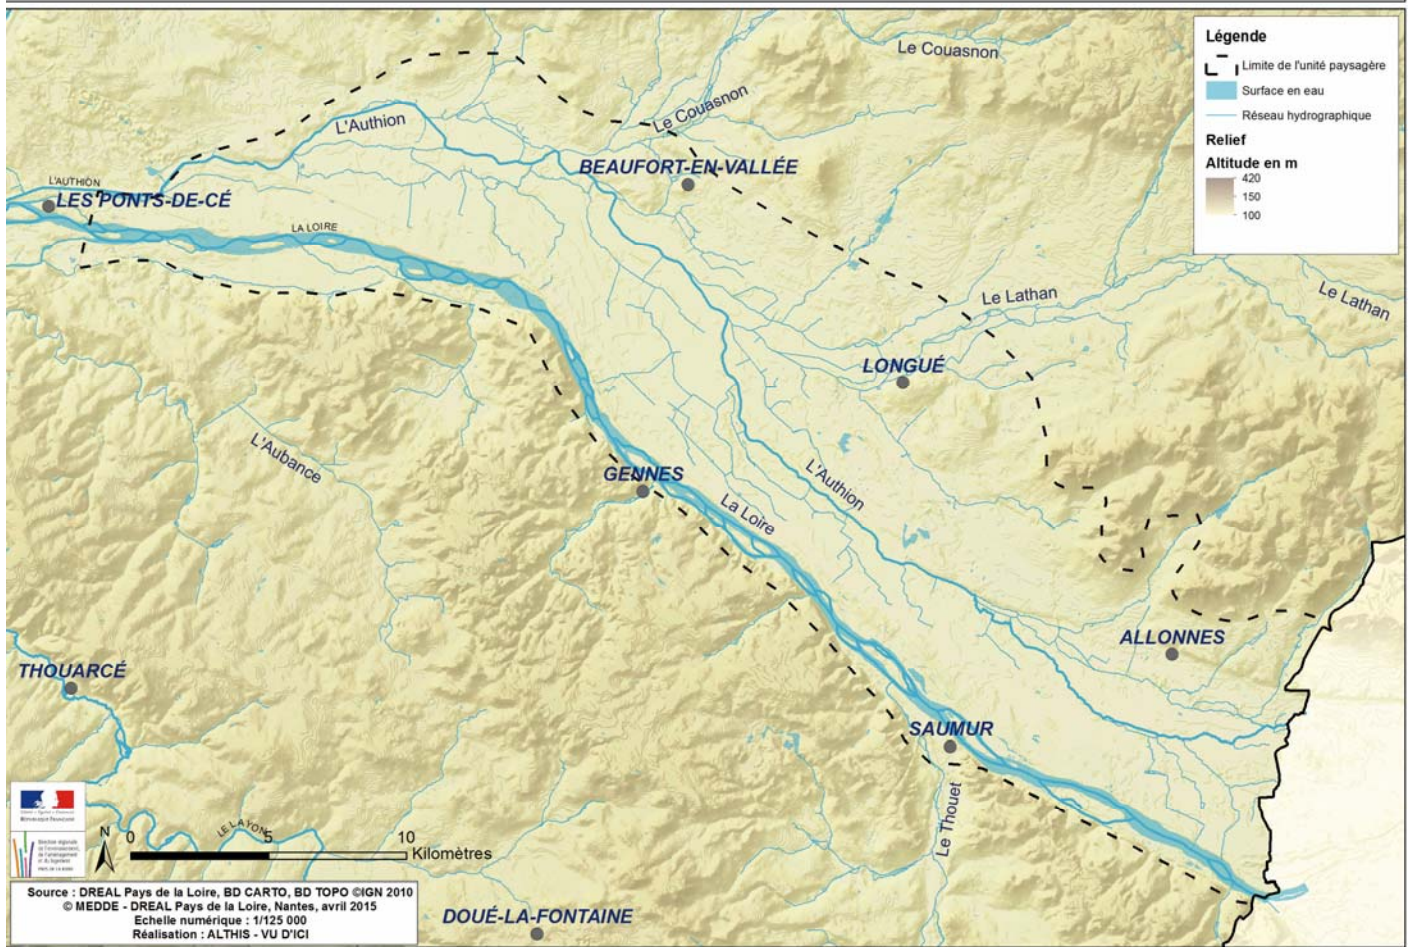 Le Couasnon
Légende
Limite de l'unité paysagère
Surface en eau
Réseau hydrographique
Relief
Altitude en m
420
150
100
Le Couasnon
L'Authion
BEAUFORT-EN-VALLÉE
L'AUTHION
LES PONTS-DE-CÉ
LA LOIRE
Le Lathan
Le Lathan
LONGUÉ
L'Aubance
GENNES
L'Authion
La Loire
ALLONNES
THOUARCÉ
SAUMUR
Le Thouet
LE LAYON
RÉPUBLIQUE FRANÇAISE
N
0
5
10
Kilomètres
Source : DREAL Pays de la Loire, BD CARTO, BD TOPO ©IGN 2010
© MEDDE - DREAL Pays de la Loire, Nantes, avril 2015
Echelle numérique : 1/125 000
Réalisation : ALTHIS - VU D'ICI
DOUÉ-LA-FONTAINE